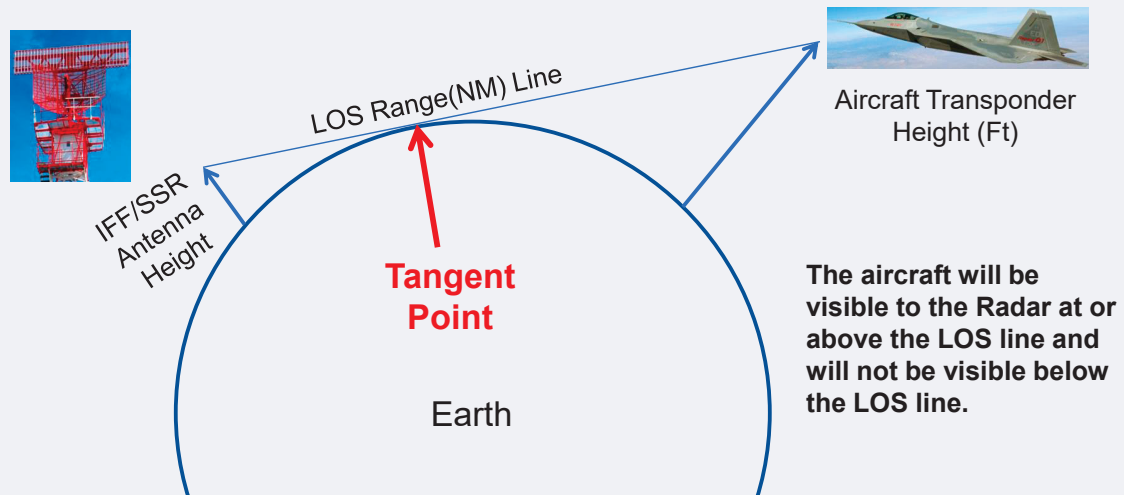 LOS Range(NM) Line
Aircraft Transponder
Height (Ft)
IFF/SSR
Antenna
Height
Tangent
Point
The aircraft will be
visible to the Radar at or
above the LOS line and
will not be visible below
the LOS line.
Earth